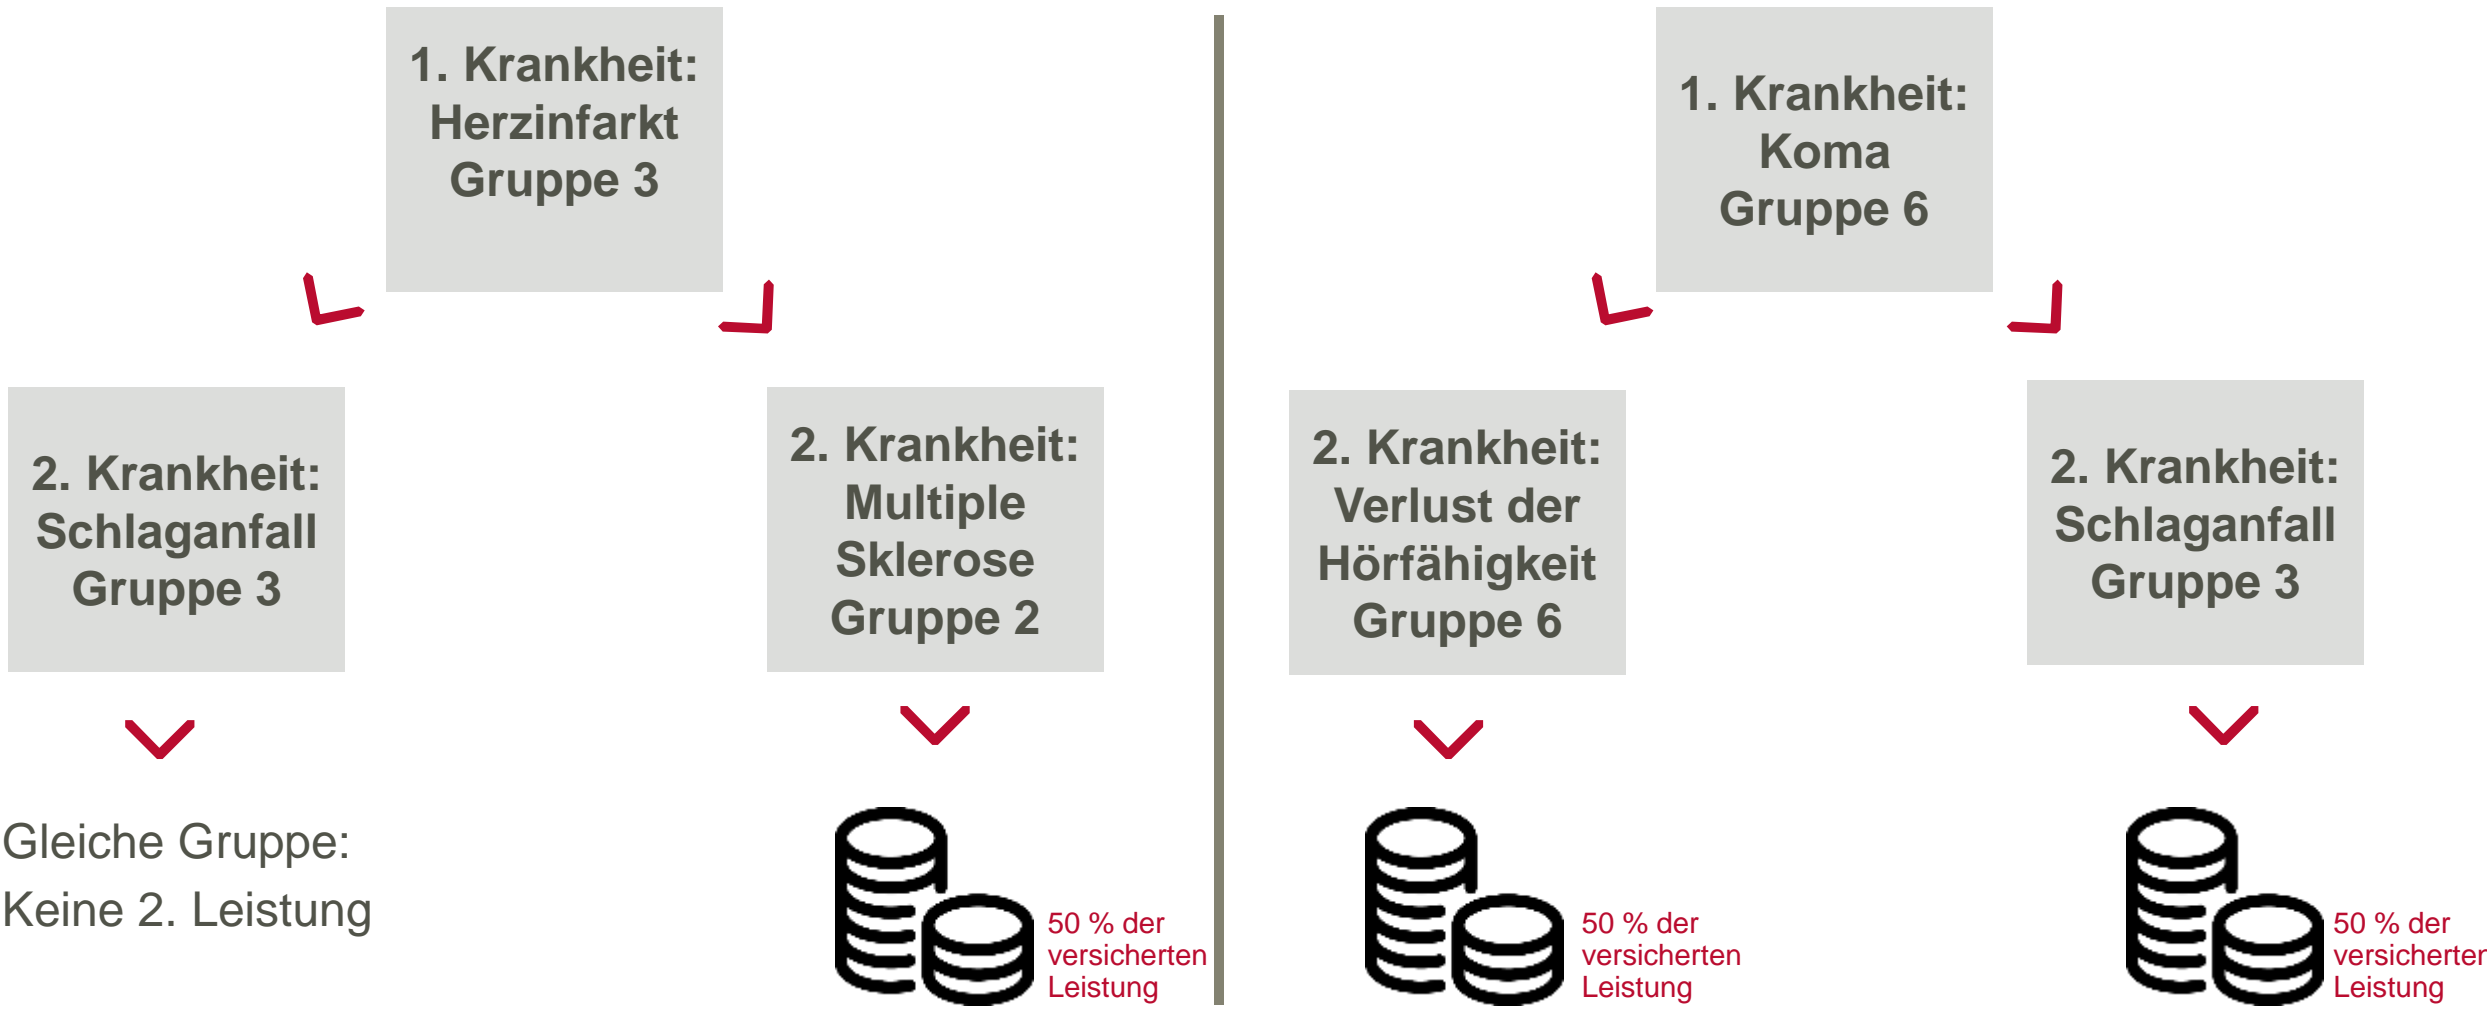 1. Krankheit:
Herzinfarkt
Gruppe 3
2. Krankheit:
Schlaganfall
Gruppe 3
Gleiche Gruppe:
Keine 2. Leistung
2. Krankheit:
Multiple
Sklerose
Gruppe 2
50 % der
versicherten
Leistung
1. Krankheit:
Koma
Gruppe 6
2. Krankheit:
Verlust der
Hörfähigkeit
Gruppe 6
50 % der
versicherten
Leistung
2. Krankheit:
Schlaganfall
Gruppe 3
50 % der
versicherten
Leistung